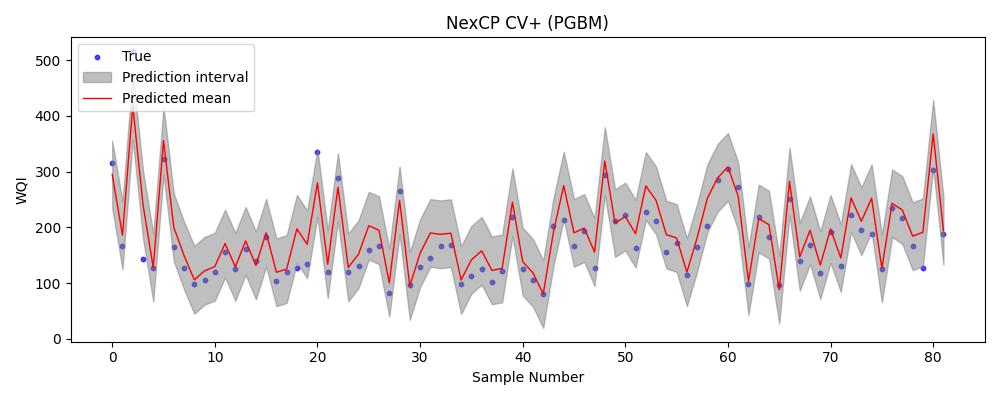 NexCP CV+ (PGBM)
True
Prediction interval
Predicted mean
WQI
500
400
300
200
100
0
0 10 20 30 40 50 60 70 80
Sample Number